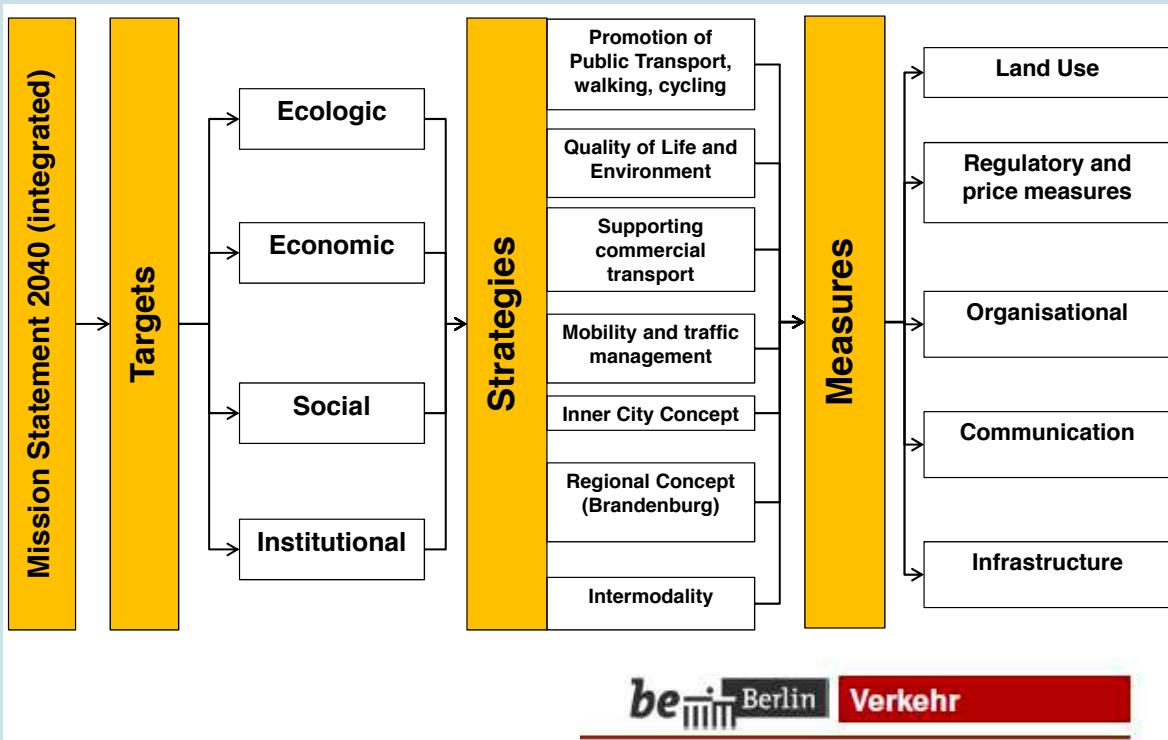 Mission Statement 2040 (integrated)
Targets
Ecologic
Economic
Social
Institutional
Strategies
Promotion of
Public Transport,
walking, cycling
Quality of Life and
Environment
Supporting
commercial
transport
Mobility and traffic
management
Inner City Concept
Regional Concept
(Brandenburg)
Intermodality
Measures
Land Use
Regulatory and
price measures
Organisational
Communication
Infrastructure
be Berlin Verkehr